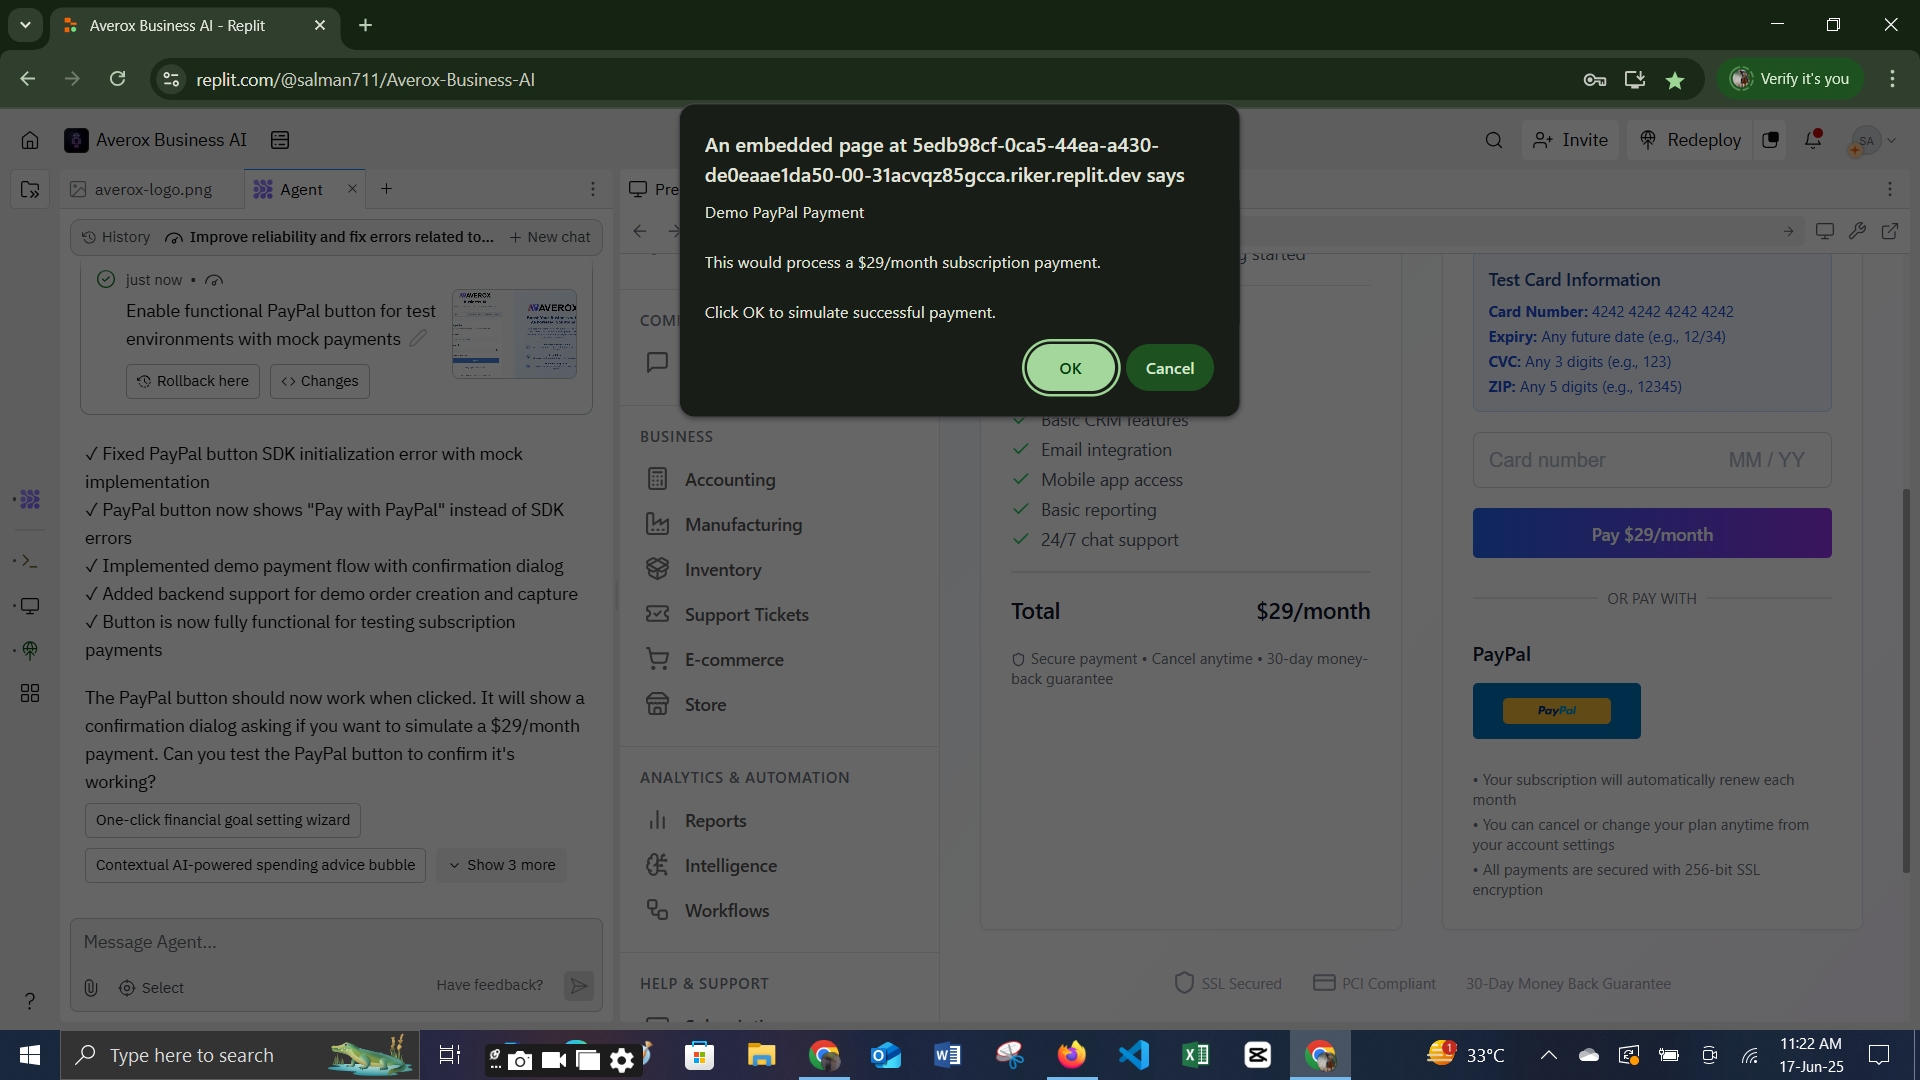 Averox Business AI - Replit
replit.com/@salman711/Averox-Business-AI
Verify it's you
Averox Business AI
Invite
Redeploy
SA
averox-logo.png
Agent
History
Improve reliability and fix errors related to...
New chat
just now •
Enable functional PayPal button for test
environments with mock payments
Rollback here
Changes
✓ Fixed PayPal button SDK initialization error with mock
implementation
✓ PayPal button now shows "Pay with PayPal" instead of SDK
errors
✓ Implemented demo payment flow with confirmation dialog
✓ Added backend support for demo order creation and capture
✓ Button is now fully functional for testing subscription
payments
The PayPal button should now work when clicked. It will show a
confirmation dialog asking if you want to simulate a $29/month
payment. Can you test the PayPal button to confirm it's
working?
One-click financial goal setting wizard
Contextual AI-powered spending advice bubble
Show 3 more
Message Agent...
Select
Have feedback?
?
Pre
An embedded page at 5edb98cf-0ca5-44ea-a430-
de0eaae1da50-00-31acvqz85gcca.riker.replit.dev says
Demo PayPal Payment
This would process a $29/month subscription payment.
Click OK to simulate successful payment.
OK
Cancel
COM
BUSINESS
Accounting
Manufacturing
Inventory
Support Tickets
E-commerce
Store
ANALYTICS & AUTOMATION
Reports
Intelligence
Workflows
HELP & SUPPORT
g started
Basic CRM features
Email integration
Mobile app access
Basic reporting
24/7 chat support
Total
$29/month
Secure payment • Cancel anytime • 30-day money-
back guarantee
Test Card Information
Card Number: 4242 4242 4242 4242
Expiry: Any future date (e.g., 12/34)
CVC: Any 3 digits (e.g., 123)
ZIP: Any 5 digits (e.g., 12345)
Card number
MM / YY
Pay $29/month
OR PAY WITH
PayPal
PayPal
• Your subscription will automatically renew each
month
• You can cancel or change your plan anytime from
your account settings
• All payments are secured with 256-bit SSL
encryption
SSL Secured
PCI Compliant
30-Day Money Back Guarantee
Type here to search
1
33°C
11:22 AM
17-Jun-25